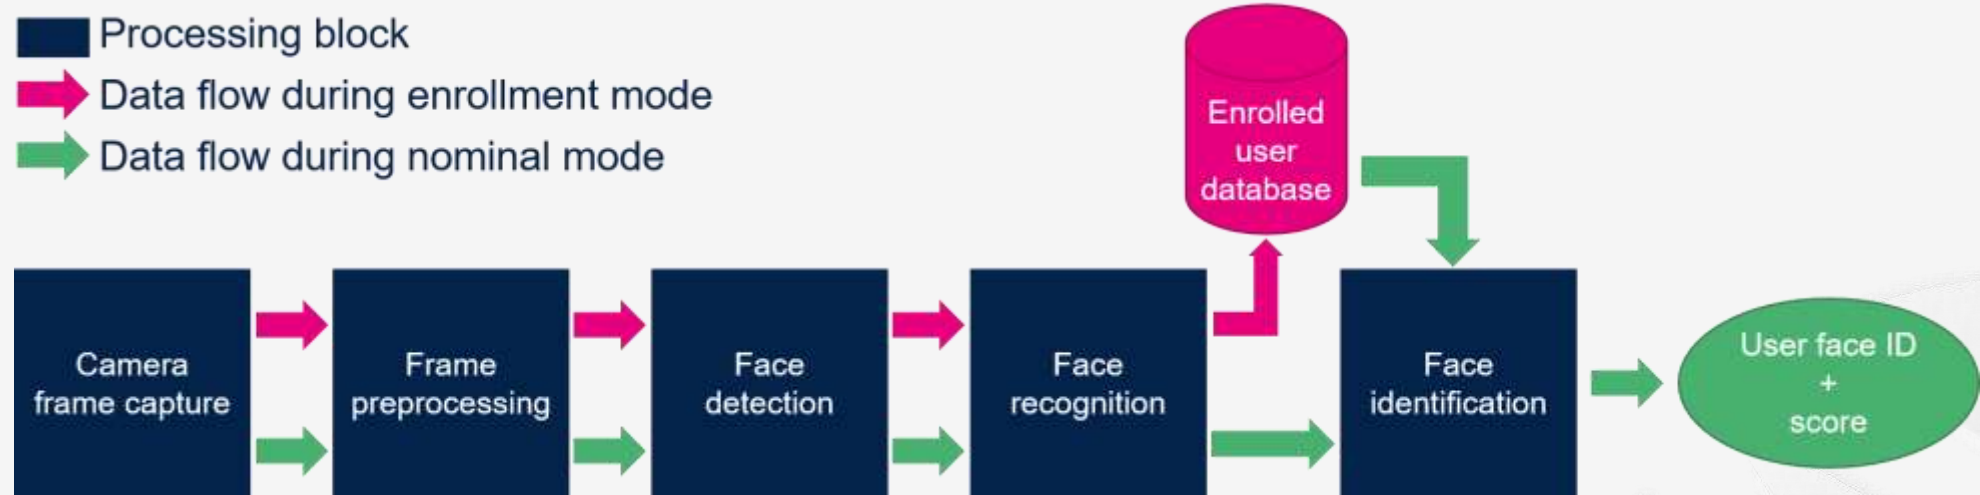 Processing block
Data flow during enrollment mode
Data flow during nominal mode
Enrolled
user
database
Camera
frame capture
Frame
preprocessing
Face
detection
Face
recognition
Face
identification
User face ID
+
score